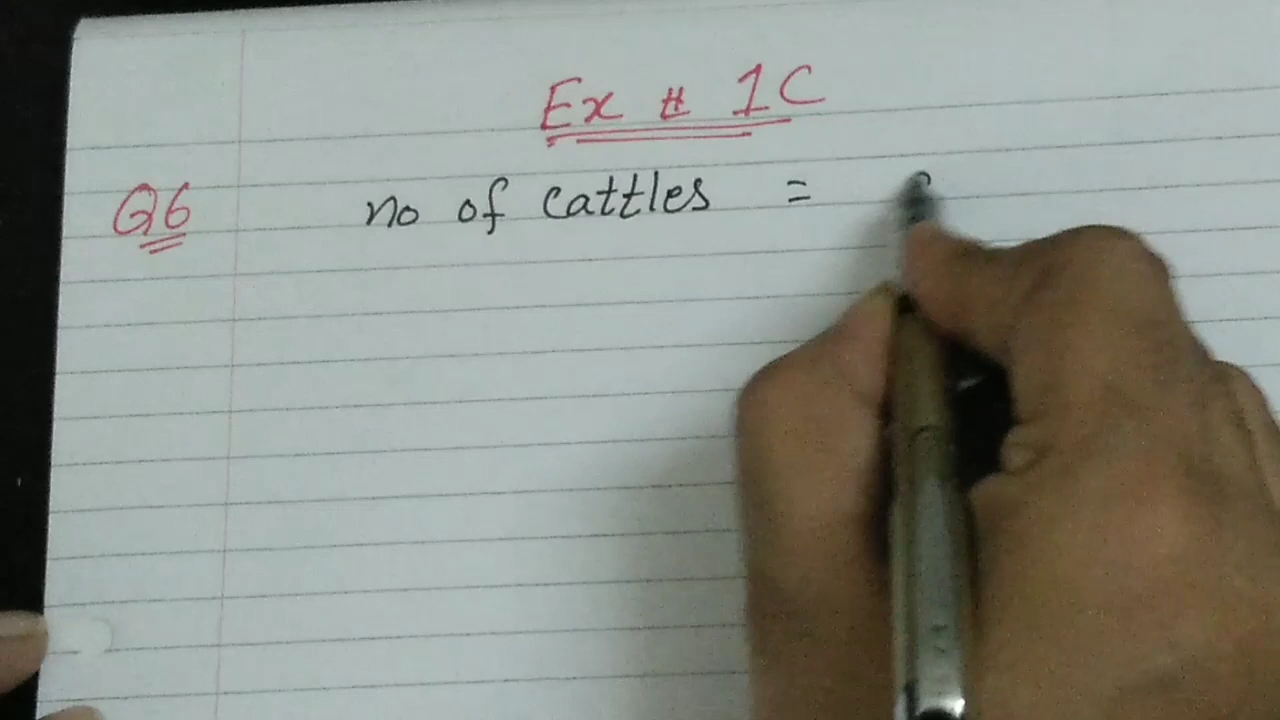 Ex # 1C
Q6 no of cattles =